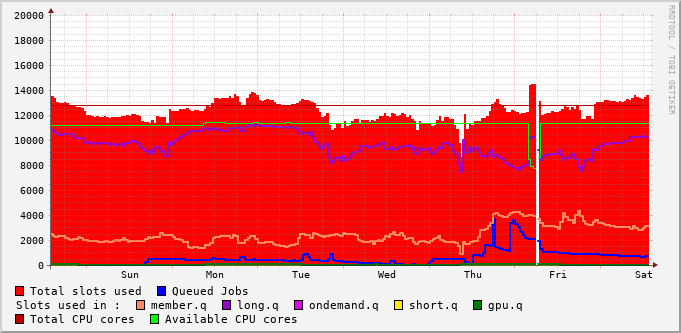 RRDTOOL / TOBI OETIKER
20000
18000
16000
14000
12000
10000
8000
6000
4000
2000
0
Sun Mon Tue Wed Thu Fri Sat
Total slots used Queued Jobs
Slots used in : member.q long.q ondemand.q short.q gpu.q
Total CPU cores Available CPU cores